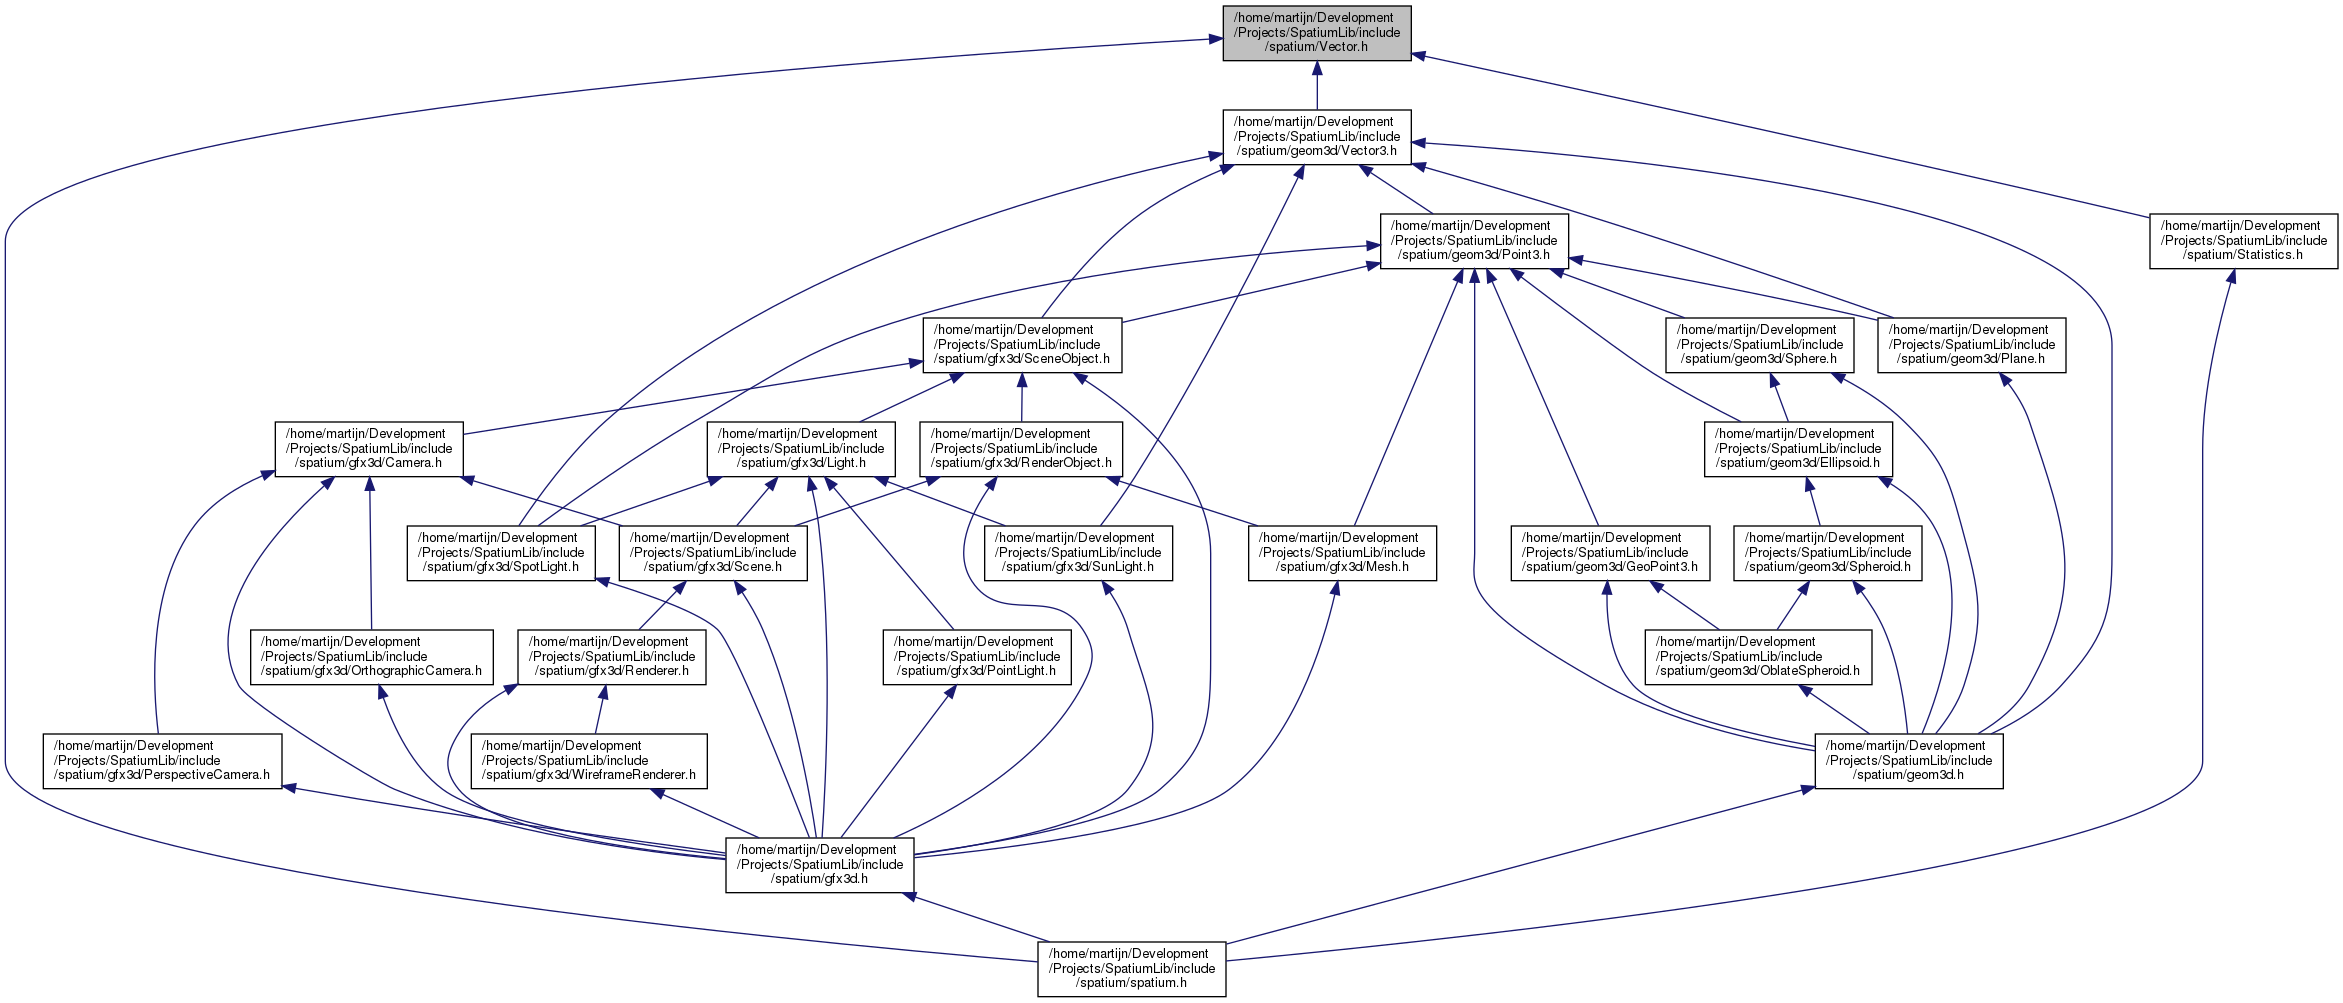 /home/martijn/Development
/Projects/SpatiumLib/include
/spatium/Vector.h
/home/martijn/Development
/Projects/SpatiumLib/include
/spatium/geom3d/Vector3.h
/home/martijn/Development
/Projects/SpatiumLib/include
/spatium/geom3d/Point3.h
/home/martijn/Development
/Projects/SpatiumLib/include
/spatium/Statistics.h
/home/martijn/Development
/Projects/SpatiumLib/include
/spatium/gfx3d/SceneObject.h
/home/martijn/Development
/Projects/SpatiumLib/include
/spatium/geom3d/Sphere.h
/home/martijn/Development
/Projects/SpatiumLib/include
/spatium/geom3d/Plane.h
/home/martijn/Development
/Projects/SpatiumLib/include
/spatium/gfx3d/Camera.h
/home/martijn/Development
/Projects/SpatiumLib/include
/spatium/gfx3d/Light.h
/home/martijn/Development
/Projects/SpatiumLib/include
/spatium/gfx3d/RenderObject.h
/home/martijn/Development
/Projects/SpatiumLib/include
/spatium/geom3d/Ellipsoid.h
/home/martijn/Development
/Projects/SpatiumLib/include
/spatium/gfx3d/SpotLight.h
/home/martijn/Development
/Projects/SpatiumLib/include
/spatium/gfx3d/Scene.h
/home/martijn/Development
/Projects/SpatiumLib/include
/spatium/gfx3d/SunLight.h
/home/martijn/Development
/Projects/SpatiumLib/include
/spatium/gfx3d/Mesh.h
/home/martijn/Development
/Projects/SpatiumLib/include
/spatium/geom3d/GeoPoint3.h
/home/martijn/Development
/Projects/SpatiumLib/include
/spatium/geom3d/Spheroid.h
/home/martijn/Development
/Projects/SpatiumLib/include
/spatium/gfx3d/OrthographicCamera.h
/home/martijn/Development
/Projects/SpatiumLib/include
/spatium/gfx3d/Renderer.h
/home/martijn/Development
/Projects/SpatiumLib/include
/spatium/gfx3d/PointLight.h
/home/martijn/Development
/Projects/SpatiumLib/include
/spatium/geom3d/OblateSpheroid.h
/home/martijn/Development
/Projects/SpatiumLib/include
/spatium/gfx3d/PerspectiveCamera.h
/home/martijn/Development
/Projects/SpatiumLib/include
/spatium/gfx3d/WireframeRenderer.h
/home/martijn/Development
/Projects/SpatiumLib/include
/spatium/geom3d.h
/home/martijn/Development
/Projects/SpatiumLib/include
/spatium/gfx3d.h
/home/martijn/Development
/Projects/SpatiumLib/include
/spatium/spatium.h